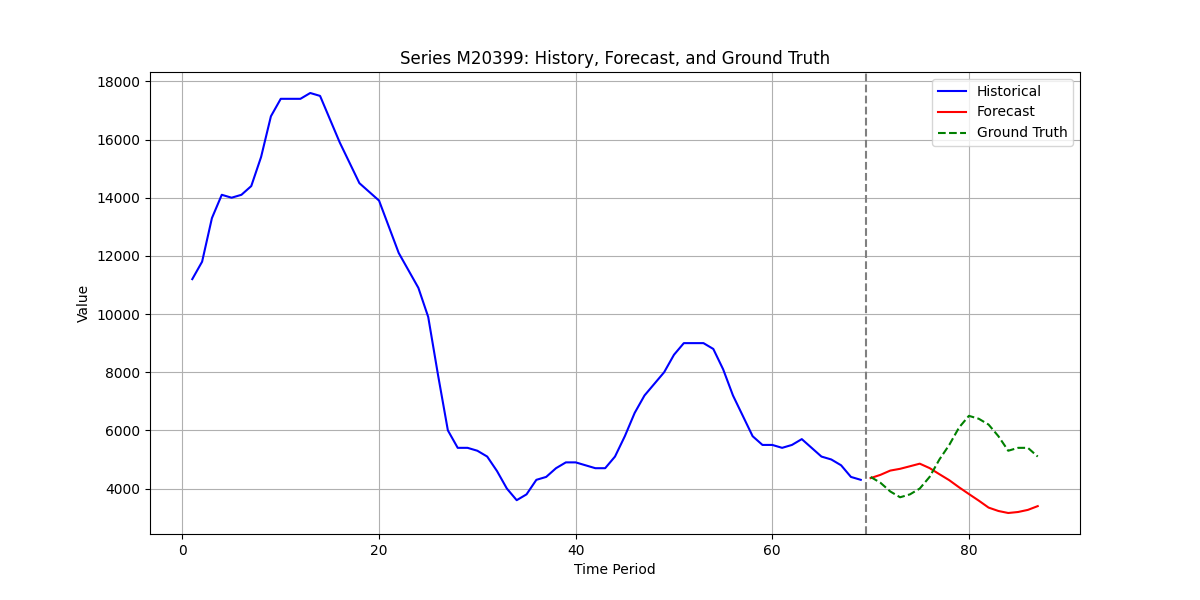 Series M20399: History, Forecast, and Ground Truth
18000
16000
14000
12000
10000
8000
6000
4000
Value
Historical
Forecast
Ground Truth
0
20
40
60
80
Time Period